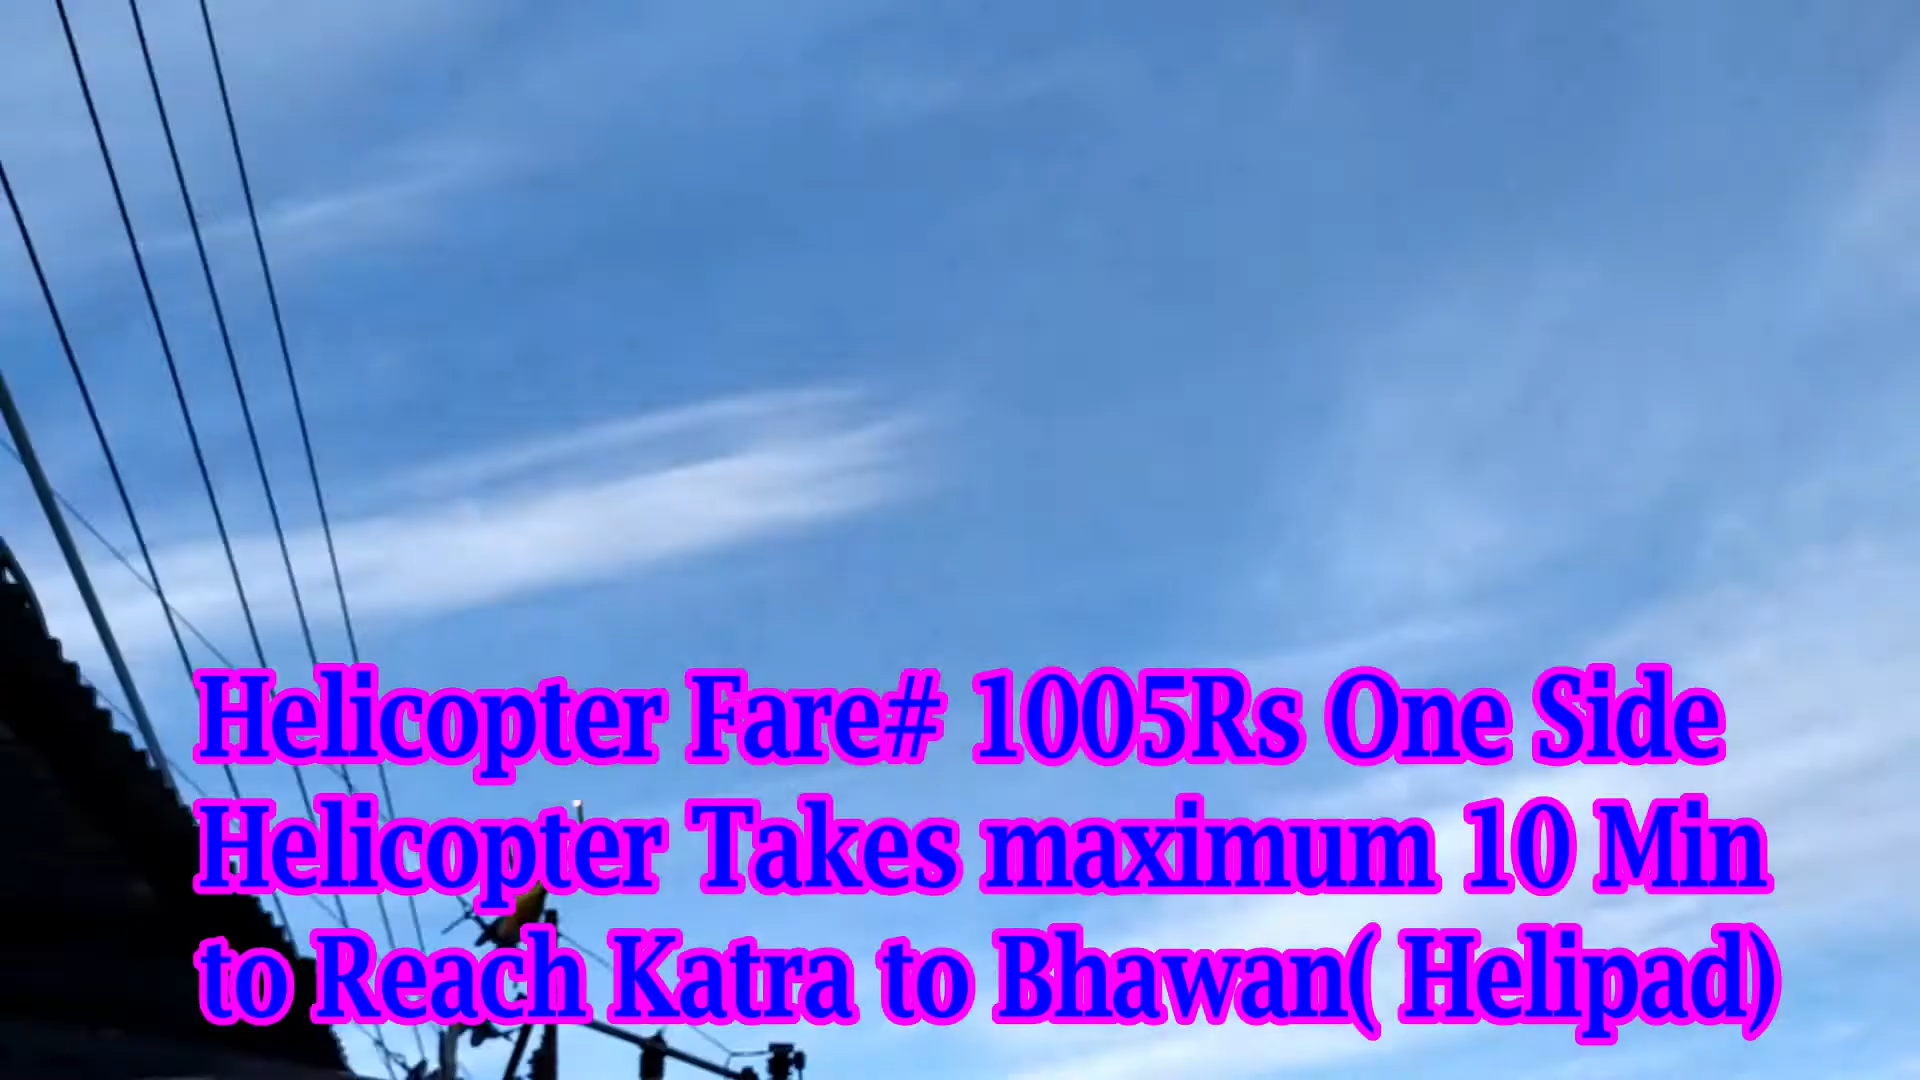 Helicopter Fare# 1005Rs One Side
Helicopter Takes maximum 10 Min
to Reach Katra to Bhawan( Helipad)